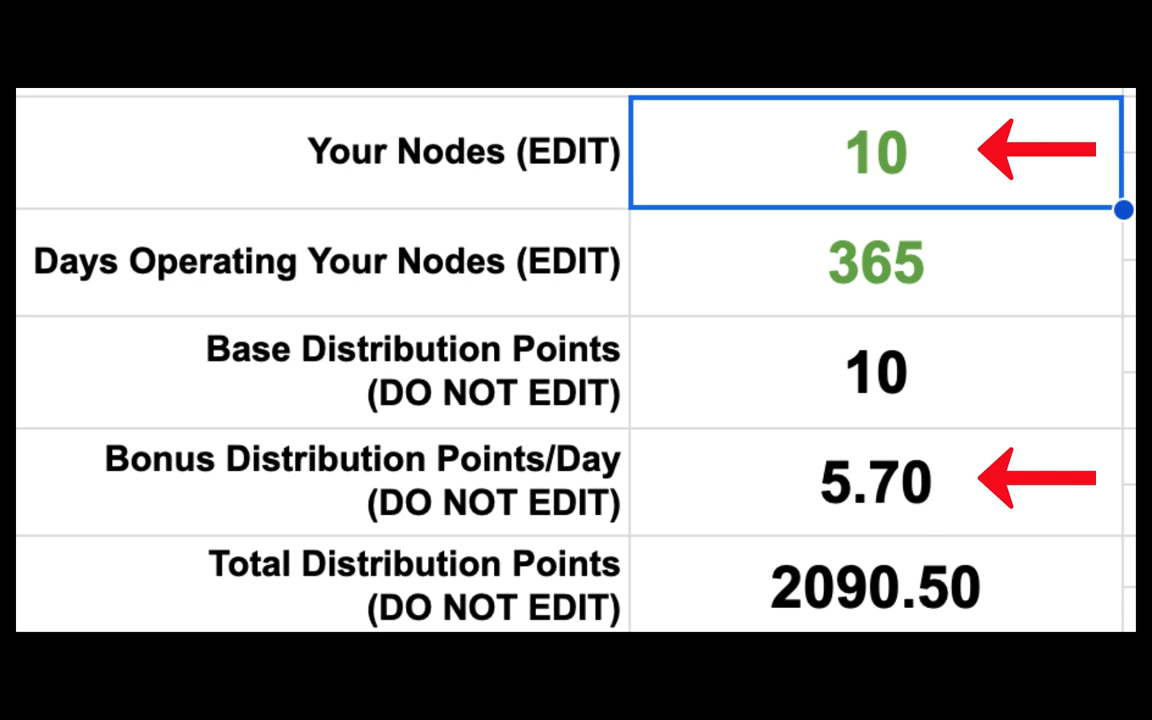 Your Nodes (EDIT) 10
Days Operating Your Nodes (EDIT) 365
Base Distribution Points
(DO NOT EDIT)
10
Bonus Distribution Points/Day
(DO NOT EDIT)
5.70
Total Distribution Points
(DO NOT EDIT)
2090.50